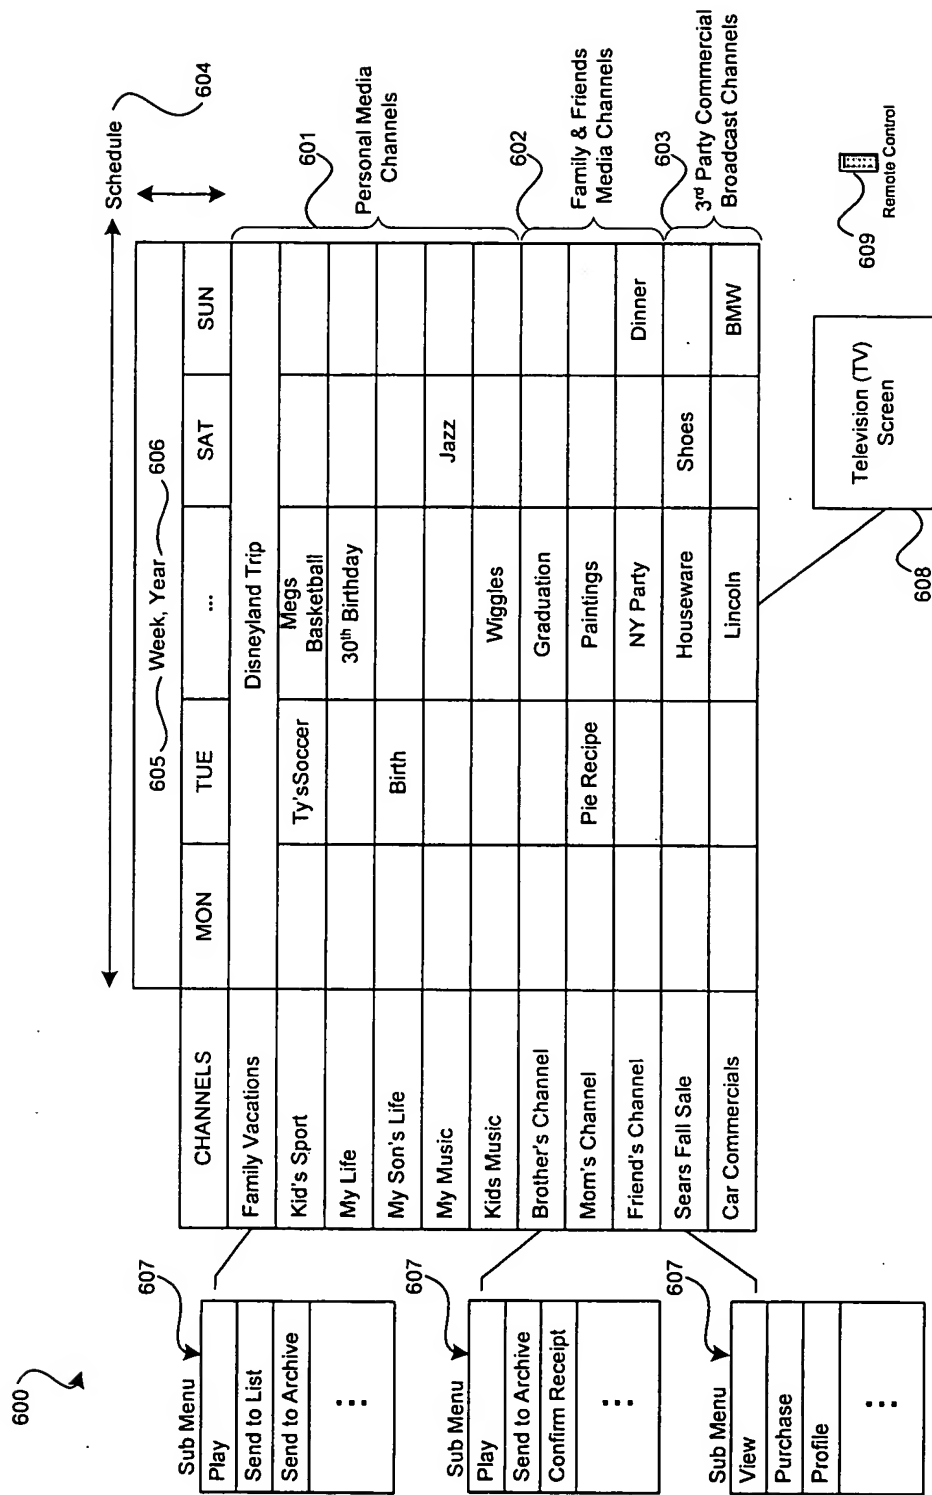 600
Schedule
604
605 Week, Year 606
CHANNELS MON TUE ... SAT SUN
Family Vacations Disneyland Trip
Kid's Sport Ty'sSoccer Megs Basketball
My Life 30th Birthday
My Son's Life Birth
My Music Jazz
Kids Music Wiggles
Brother's Channel Graduation
Mom's Channel Pie Recipe Paintings
Friend's Channel NY Party Dinner
Sears Fall Sale Houseware Shoes
Car Commercials Lincoln BMW
601
Personal Media
Channels
602
Family & Friends
Media Channels
603
3rd Party Commercial
Broadcast Channels
Sub Menu
607
Play
Send to List
Send to Archive
⋮
Sub Menu
607
Play
Send to Archive
Confirm Receipt
⋮
Sub Menu
607
View
Purchase
Profile
⋮
Television (TV)
Screen
608
609
Remote Control